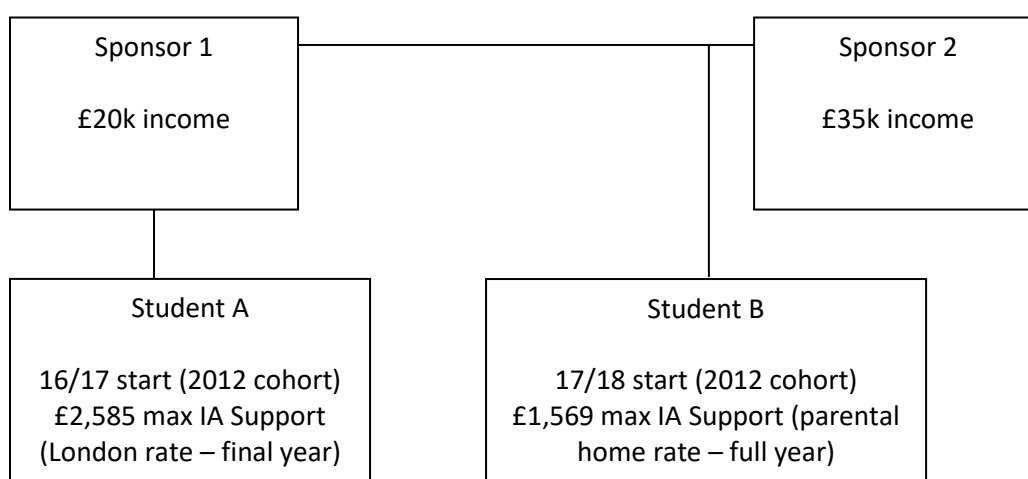 Sponsor 1
£20k income
Sponsor 2
£35k income
Student A
16/17 start (2012 cohort)
£2,585 max IA Support
(London rate – final year)
Student B
17/18 start (2012 cohort)
£1,569 max IA Support (parental
home rate – full year)